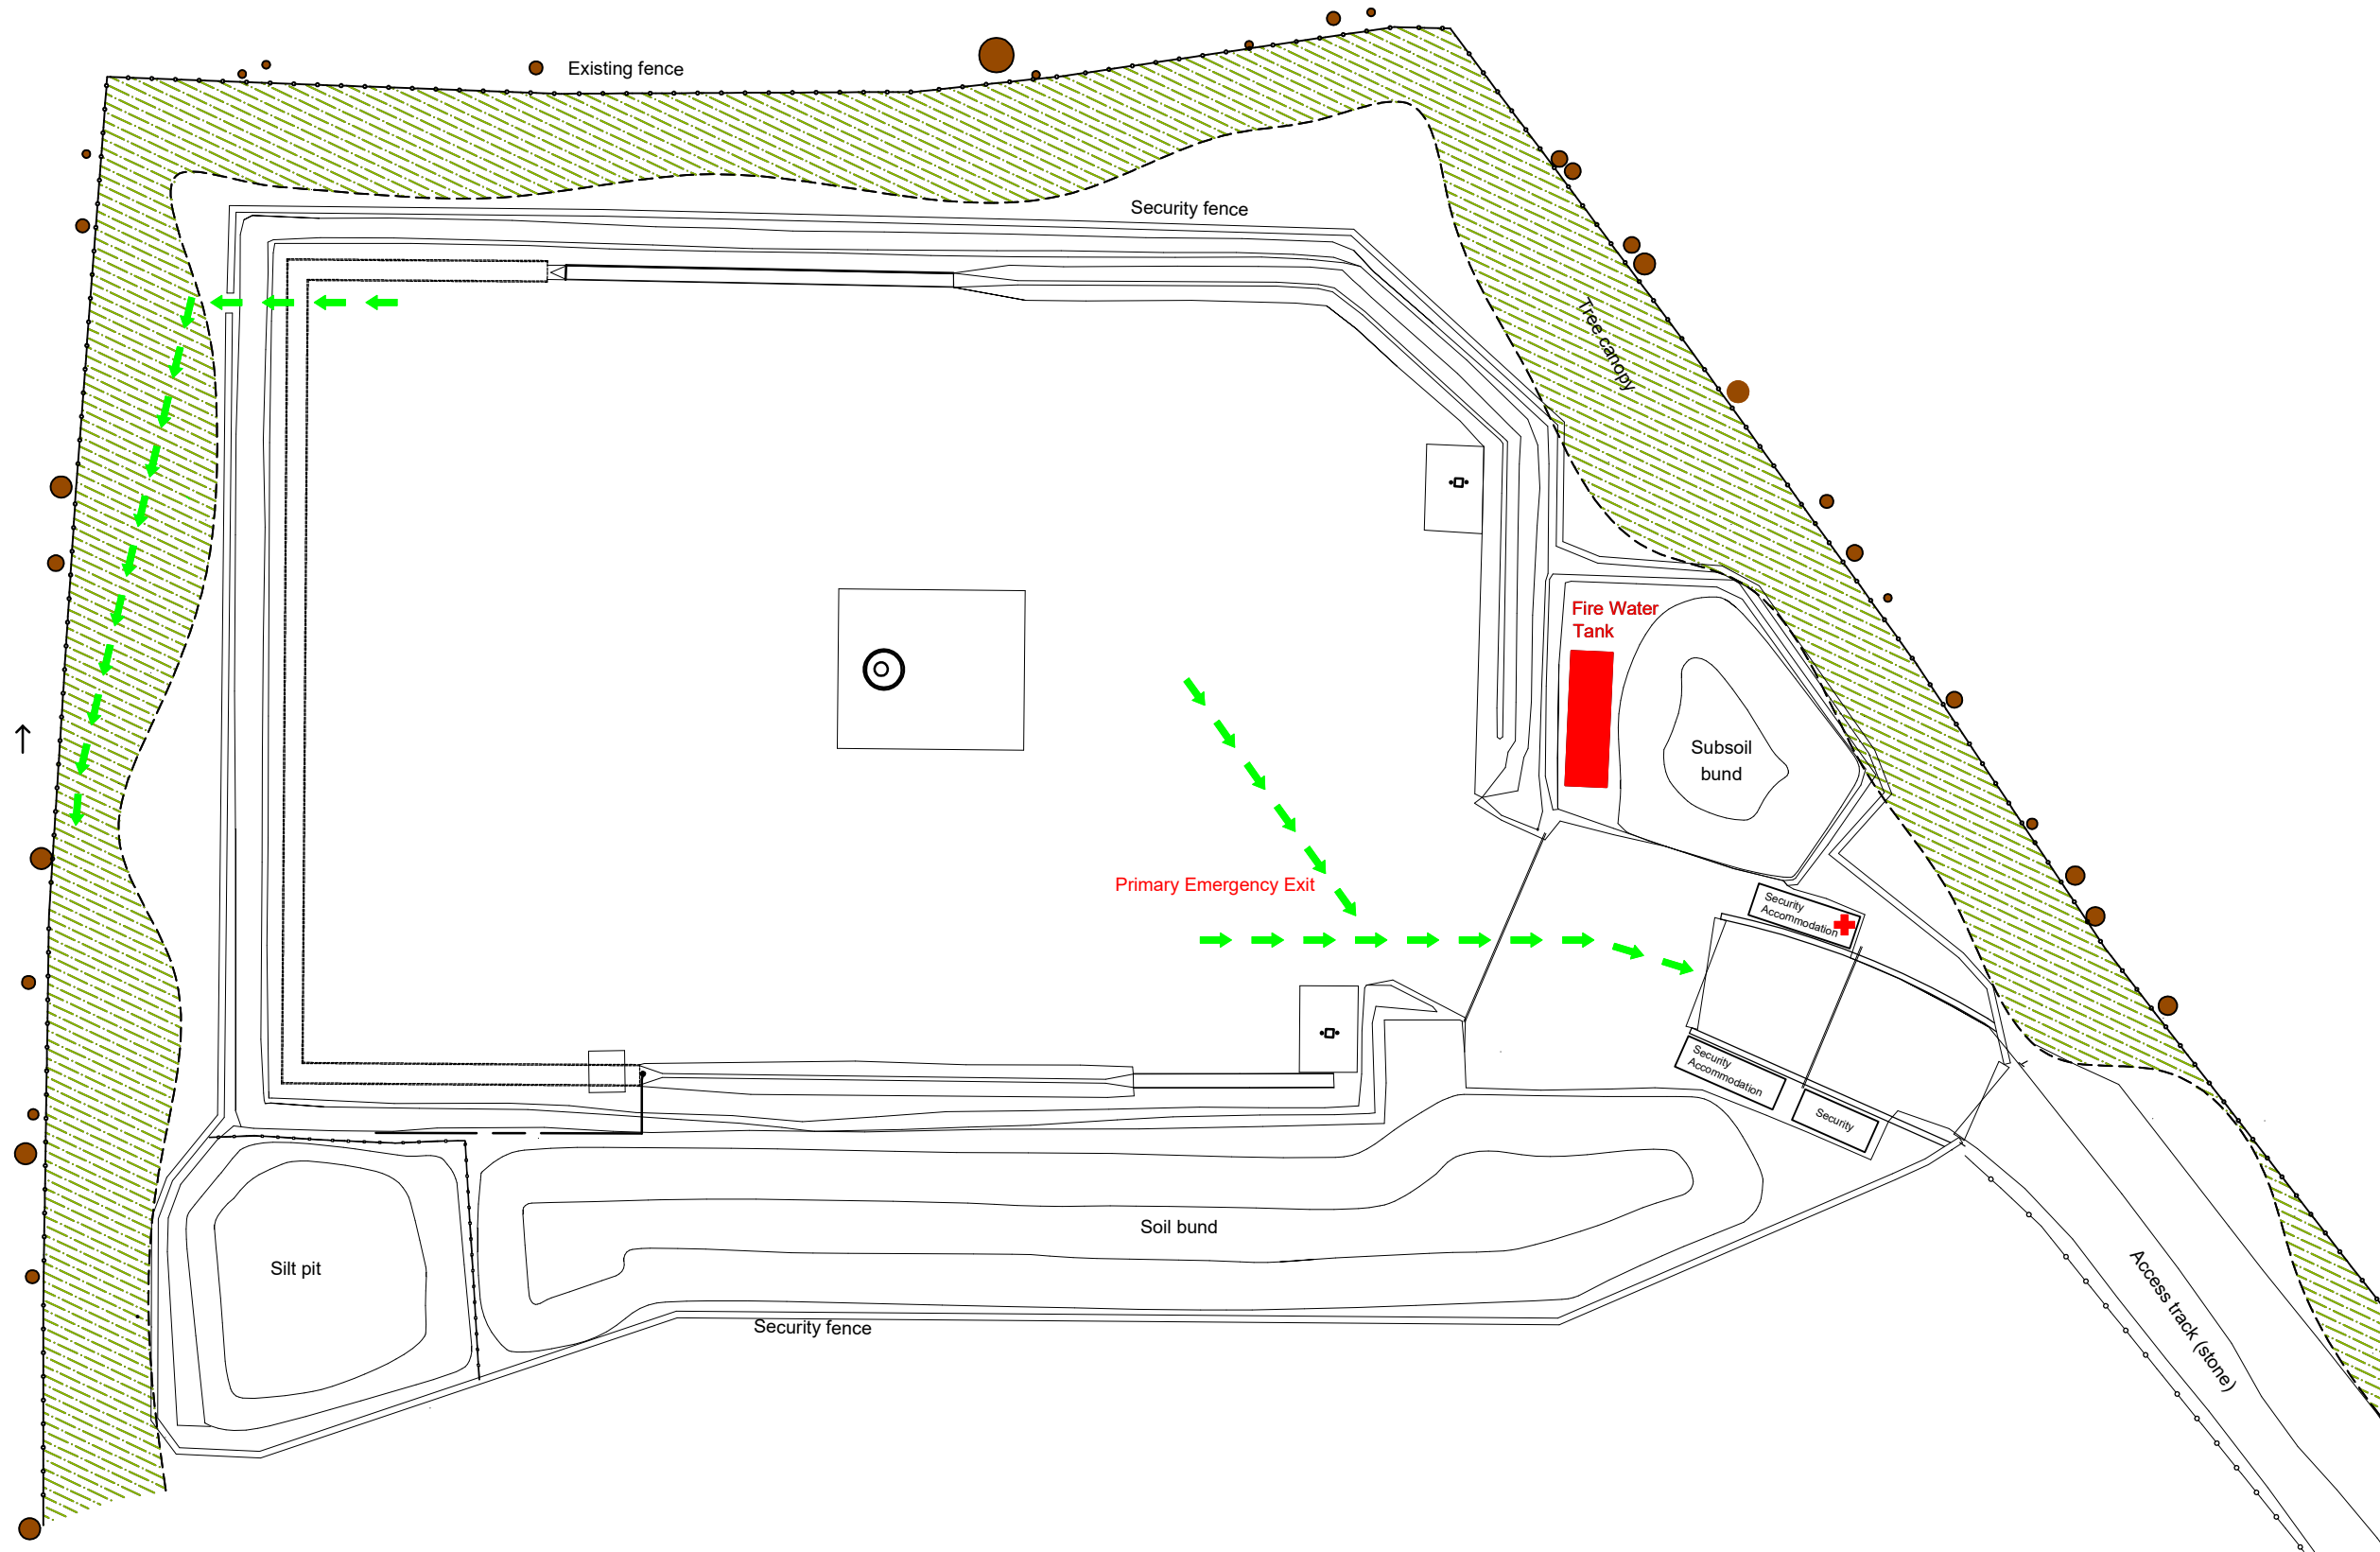 Existing fence
Security fence
Tree canopy
Fire Water
Tank
Subsoil
bund
Primary Emergency Exit
Security
Accommodation
Security
Accommodation
Security
Soil bund
Silt pit
Security fence
Access track (stone)